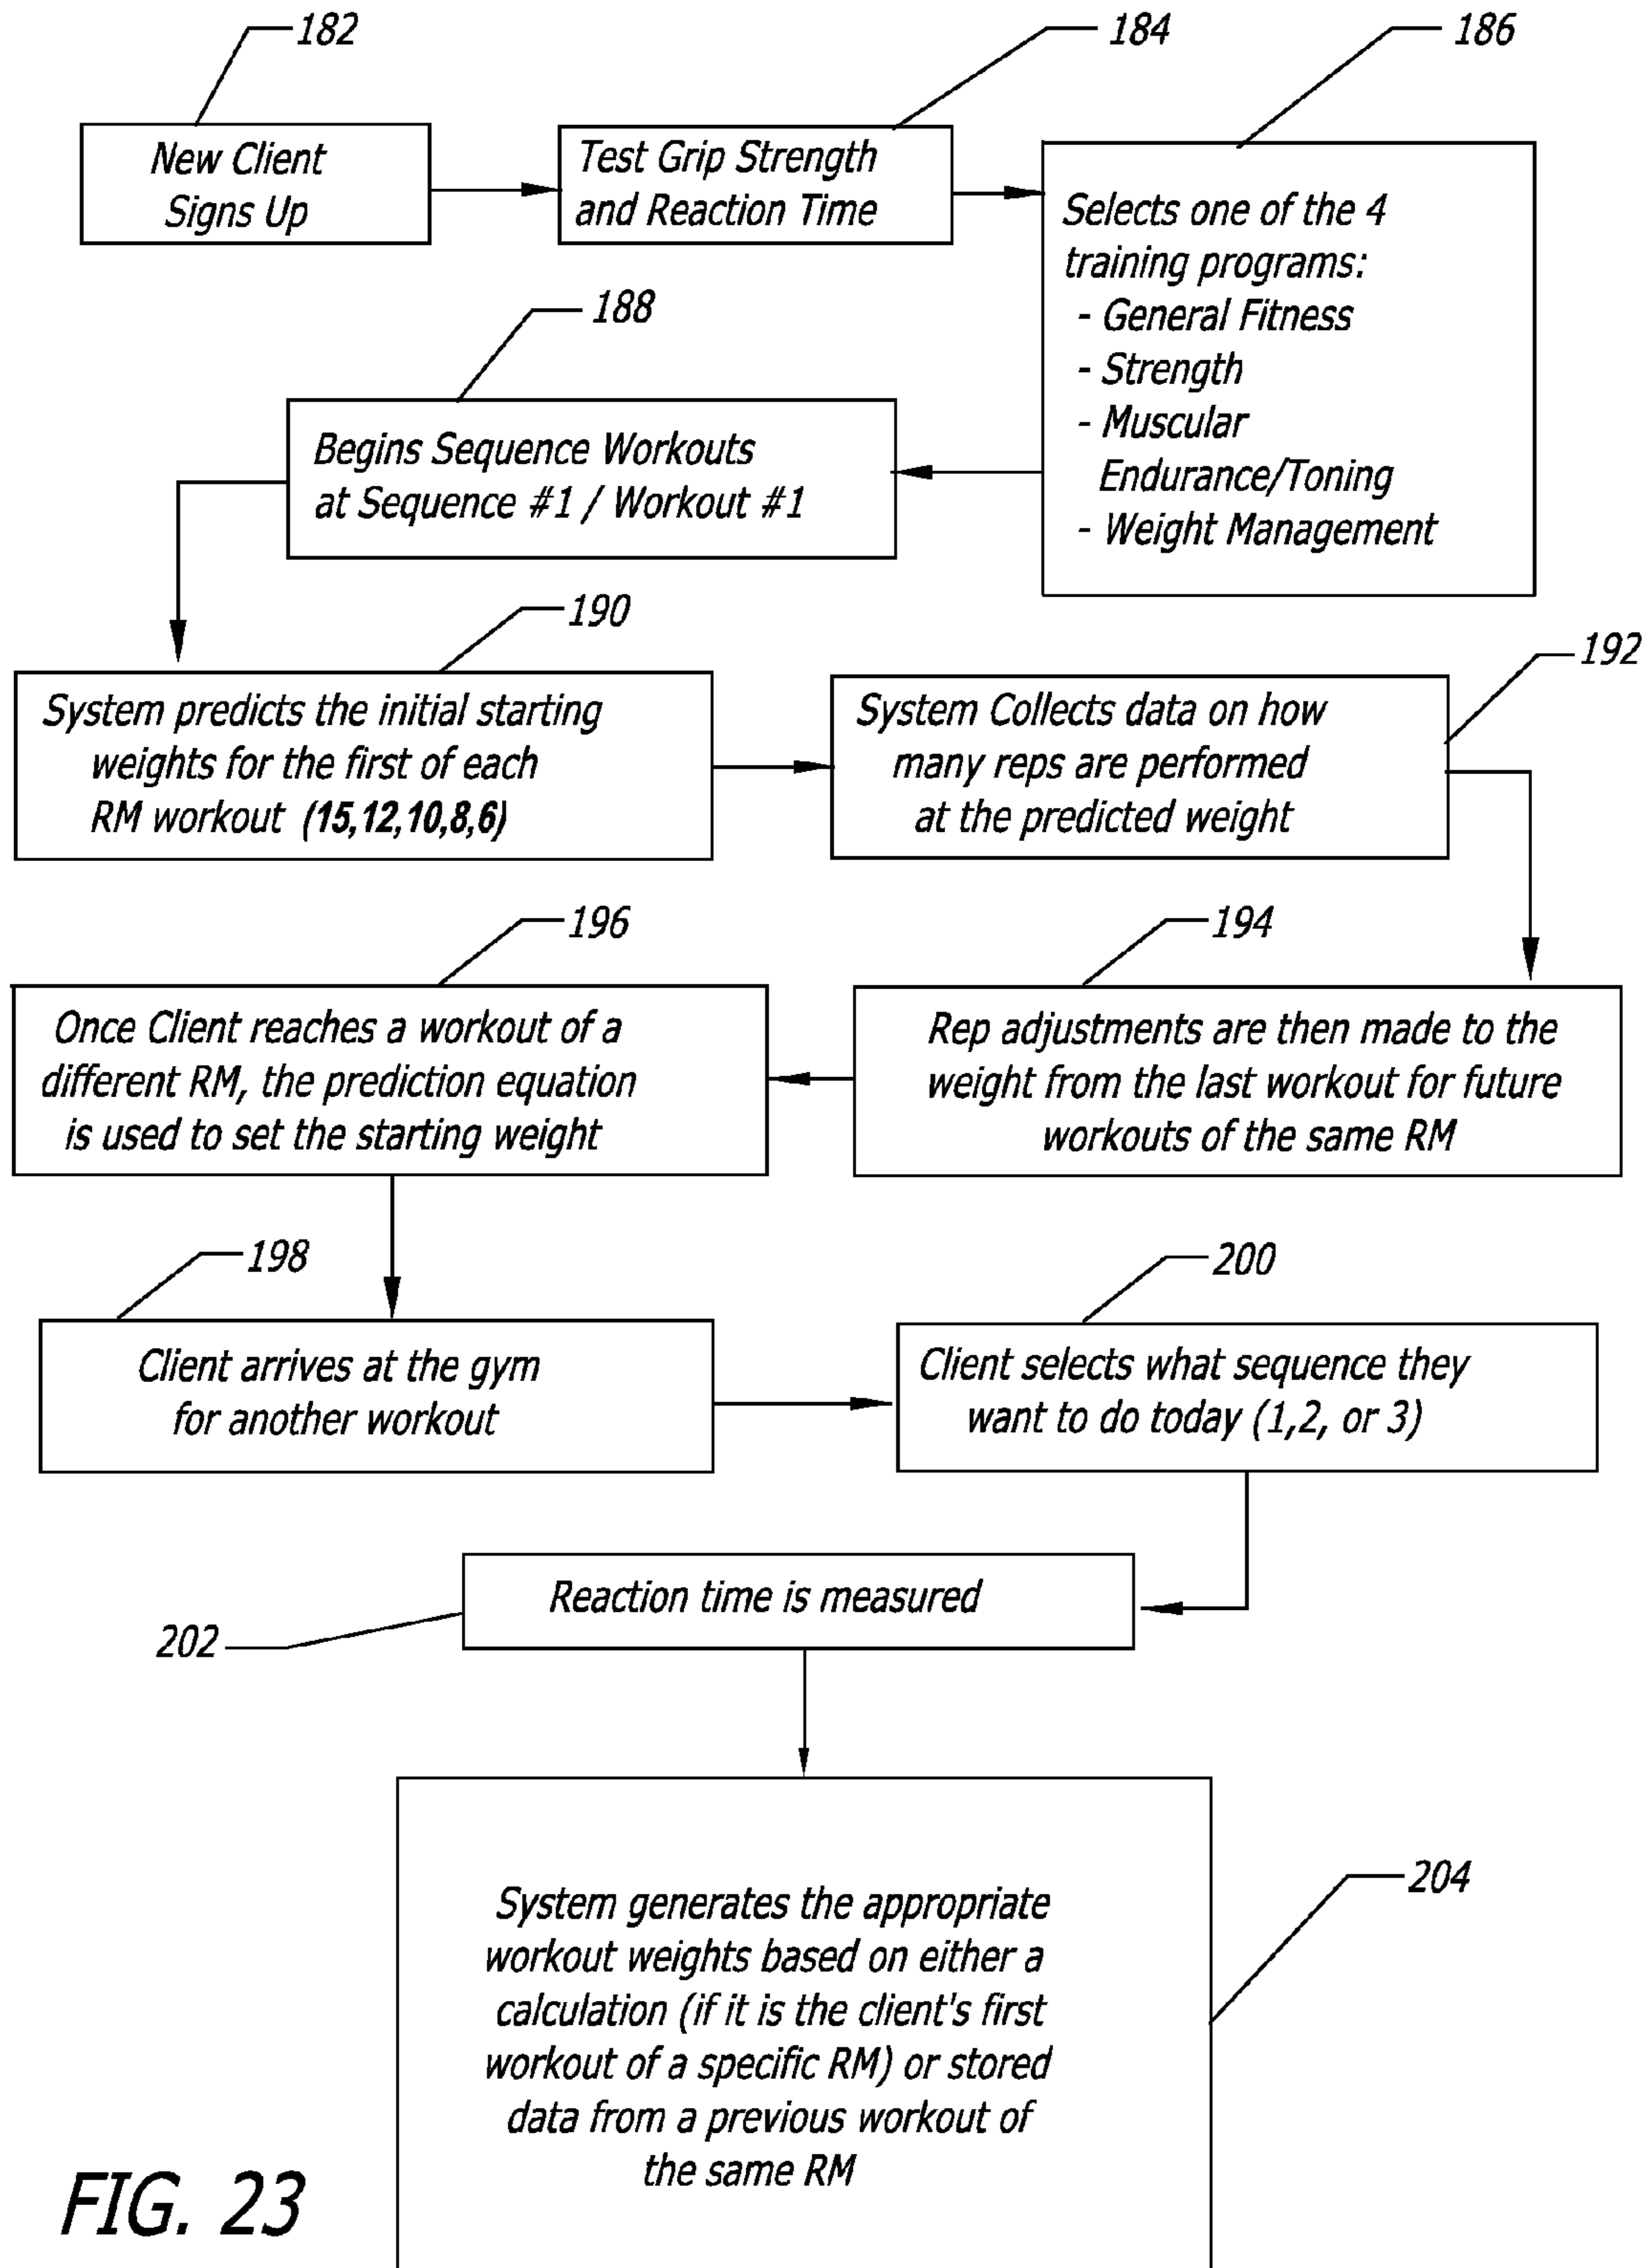 182
New Client
Signs Up
184
Test Grip Strength
and Reaction Time
186
Selects one of the 4
training programs:
- General Fitness
- Strength
- Muscular
Endurance/Toning
- Weight Management
188
Begins Sequence Workouts
at Sequence #1 / Workout #1
190
System predicts the initial starting
weights for the first of each
RM workout (15,12,10,8,6)
192
System Collects data on how
many reps are performed
at the predicted weight
194
Rep adjustments are then made to the
weight from the last workout for future
workouts of the same RM
196
Once Client reaches a workout of a
different RM, the prediction equation
is used to set the starting weight
198
Client arrives at the gym
for another workout
200
Client selects what sequence they
want to do today (1,2, or 3)
202
Reaction time is measured
204
System generates the appropriate
workout weights based on either a
calculation (if it is the client's first
workout of a specific RM) or stored
data from a previous workout of
the same RM
FIG. 23